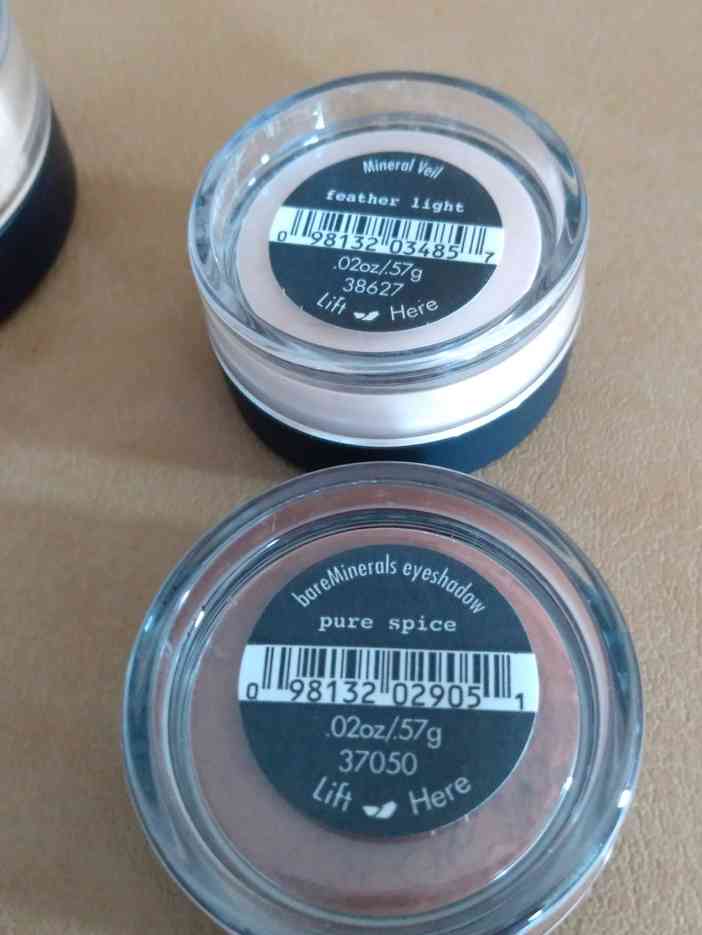 Mineral Veil
feather light
0 98132 03485 7
.02oz/.57g
38627
Lift Here
bareMinerals eyeshadow
pure spice
0 98132 02905 1
.02oz/.57g
37050
Lift Here